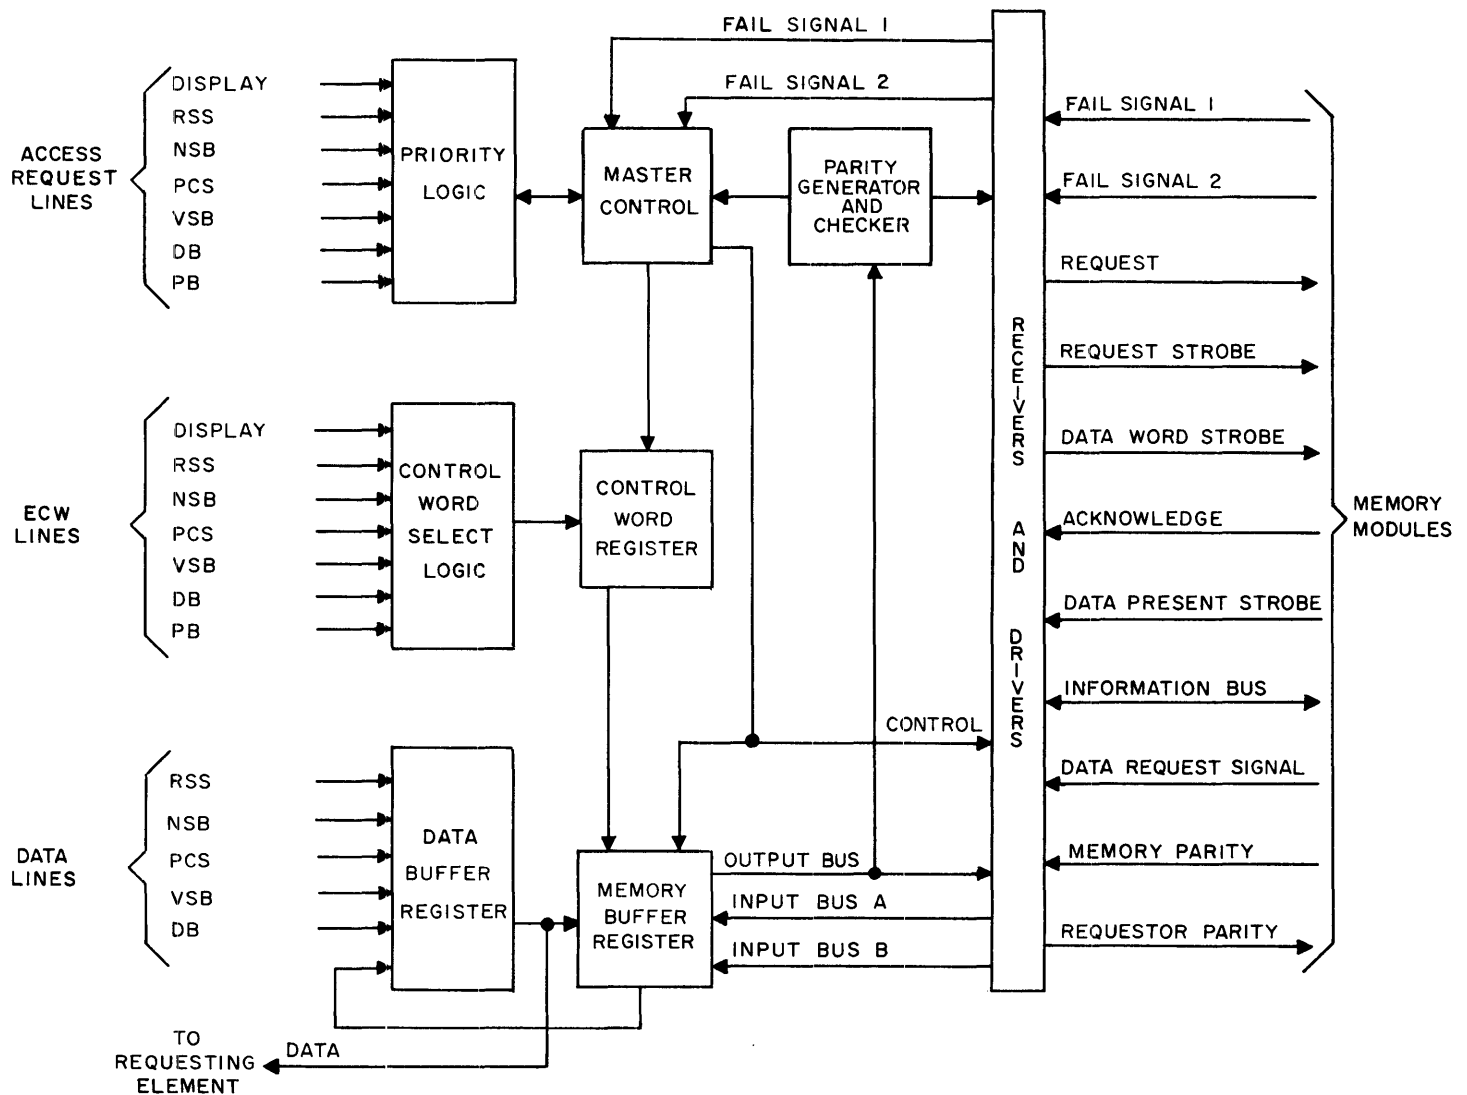 FAIL SIGNAL 1
FAIL SIGNAL 2
ACCESS
REQUEST
LINES
DISPLAY
RSS
NSB
PCS
VSB
DB
PB
PRIORITY
LOGIC
MASTER
CONTROL
PARITY
GENERATOR
AND
CHECKER
ECW
LINES
DISPLAY
RSS
NSB
PCS
VSB
DB
PB
CONTROL
WORD
SELECT
LOGIC
CONTROL
WORD
REGISTER
DATA
LINES
RSS
NSB
PCS
VSB
DB
DATA
BUFFER
REGISTER
MEMORY
BUFFER
REGISTER
CONTROL
OUTPUT BUS
INPUT BUS A
INPUT BUS B
TO
REQUESTING
ELEMENT
DATA
RECEIVERS AND DRIVERS
FAIL SIGNAL 1
FAIL SIGNAL 2
REQUEST
REQUEST STROBE
DATA WORD STROBE
ACKNOWLEDGE
DATA PRESENT STROBE
INFORMATION BUS
DATA REQUEST SIGNAL
MEMORY PARITY
REQUESTOR PARITY
MEMORY
MODULES